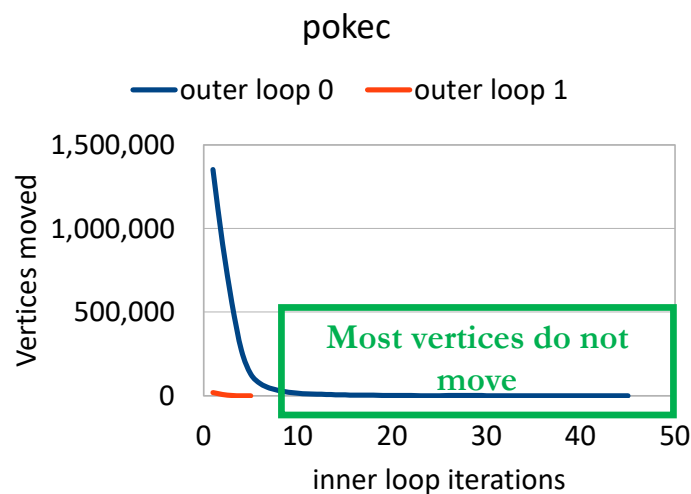 pokec
outer loop 0 outer loop 1
1,500,000
1,000,000
500,000
0
Vertices moved
Most vertices do not
move
0 10 20 30 40 50
inner loop iterations